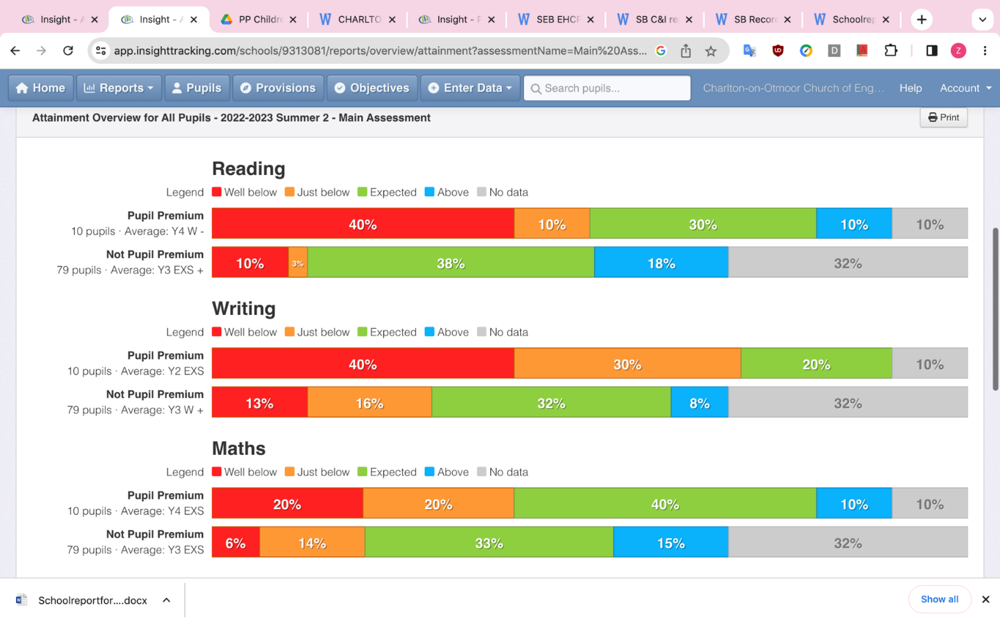 Insight - A
Insight - A
PP Childre
CHARLTO
Insight - P
SEB EHCP
SB C&I re
SB Recor
Schoolrep
app.insighttracking.com/schools/9313081/reports/overview/attainment?assessmentName=Main%20Ass...
Home Reports Pupils Provisions Objectives Enter Data Search pupils... Charlton-on-Otmoor Church of Eng... Help Account
Attainment Overview for All Pupils - 2022-2023 Summer 2 - Main Assessment
Print
Reading
Legend Well below Just below Expected Above No data
Pupil Premium
10 pupils · Average: Y4 W -
40% 10% 30% 10% 10%
Not Pupil Premium
79 pupils · Average: Y3 EXS +
10% 3% 38% 18% 32%
Writing
Legend Well below Just below Expected Above No data
Pupil Premium
10 pupils · Average: Y2 EXS
40% 30% 20% 10%
Not Pupil Premium
79 pupils · Average: Y3 W +
13% 16% 32% 8% 32%
Maths
Legend Well below Just below Expected Above No data
Pupil Premium
10 pupils · Average: Y4 EXS
20% 20% 40% 10% 10%
Not Pupil Premium
79 pupils · Average: Y3 EXS
6% 14% 33% 15% 32%
Schoolreportfor....docx
Show all